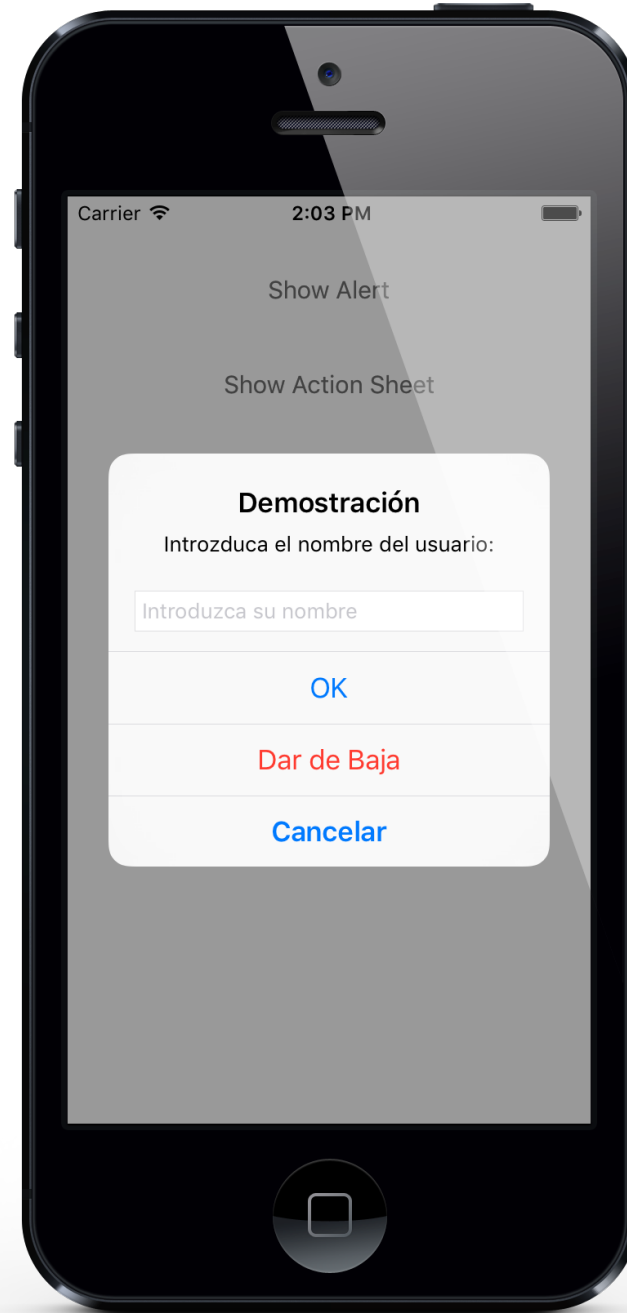 Carrier
2:03 PM
Show Alert
Show Action Sheet
Demostración
Introzduca el nombre del usuario:
Introduzca su nombre
OK
Dar de Baja
Cancelar